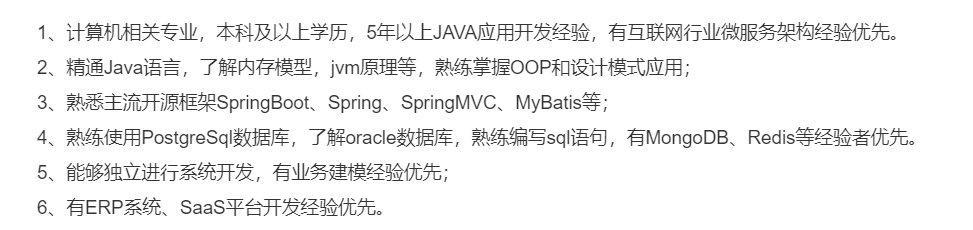 1、计算机相关专业，本科及以上学历，5年以上JAVA应用开发经验，有互联网行业微服务架构经验优先。
2、精通Java语言，了解内存模型，jvm原理等，熟练掌握OOP和设计模式应用；
3、熟悉主流开源框架SpringBoot、Spring、SpringMVC、MyBatis等；
4、熟练使用PostgreSql数据库，了解oracle数据库，熟练编写sql语句，有MongoDB、Redis等经验者优先。
5、能够独立进行系统开发，有业务建模经验优先；
6、有ERP系统、SaaS平台开发经验优先。